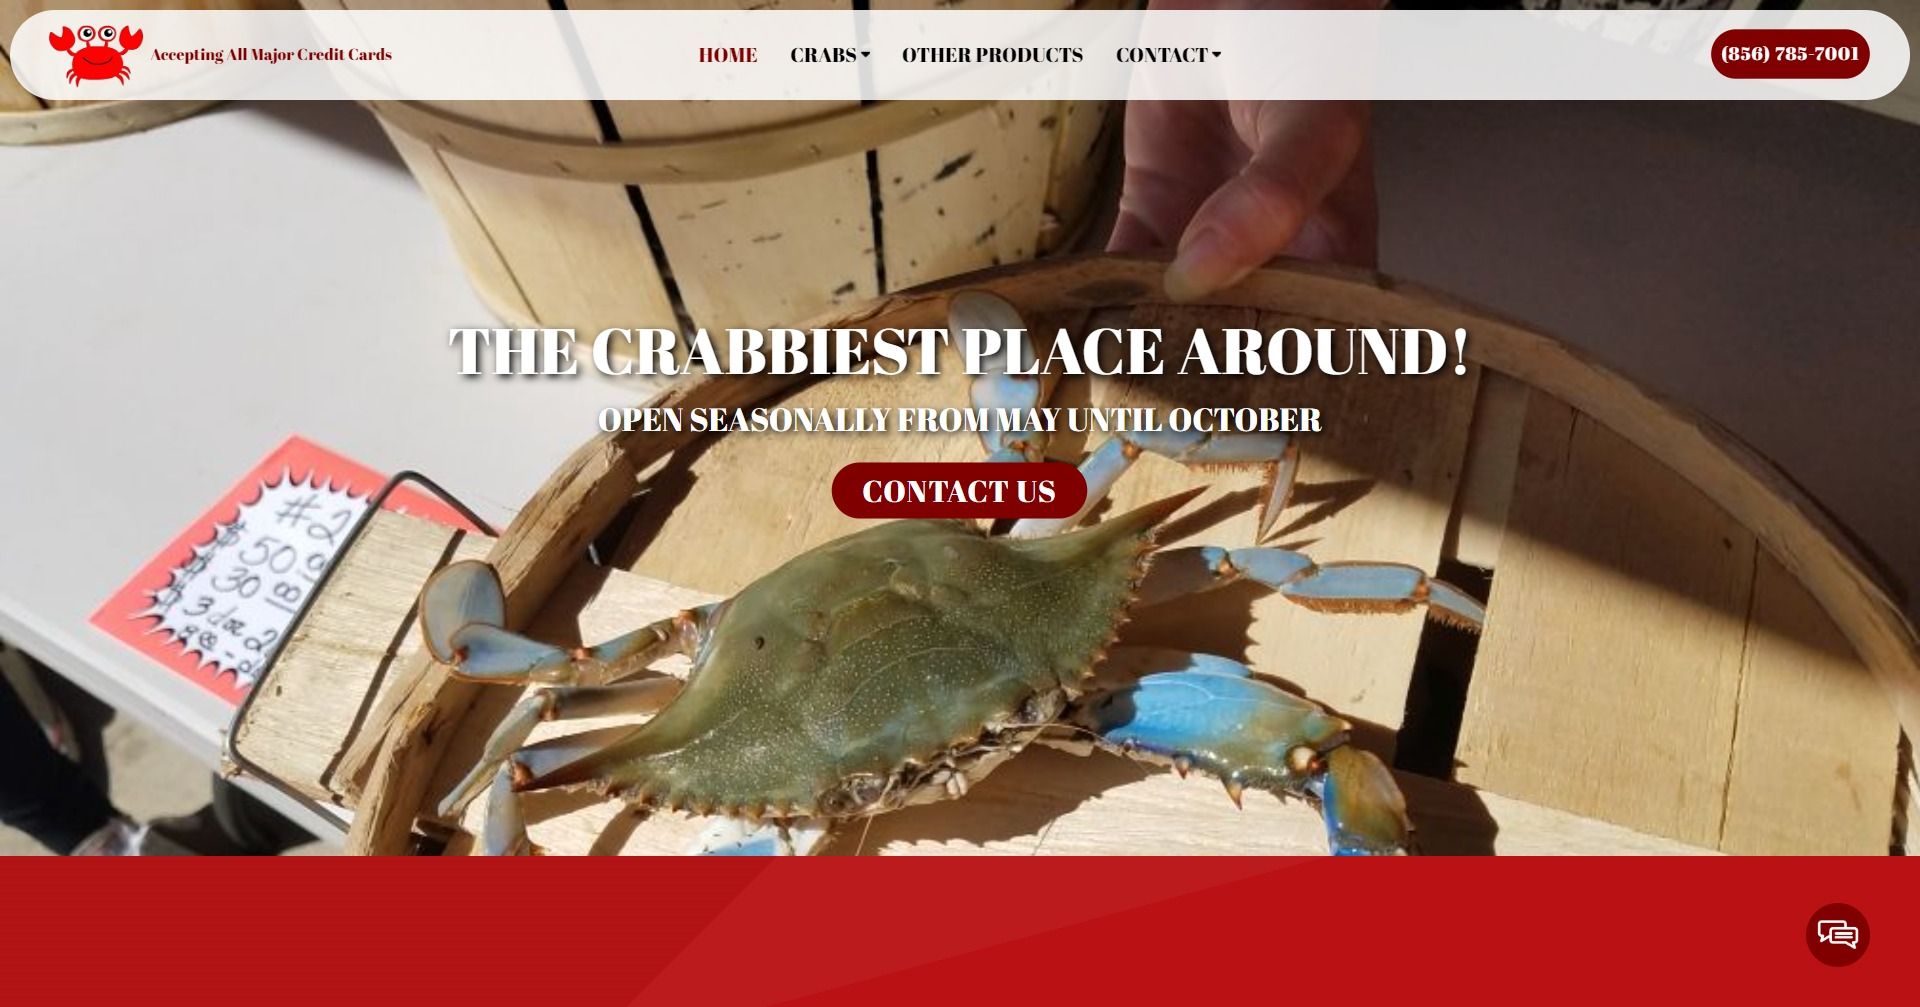 Accepting All Major Credit Cards
HOME
CRABS
OTHER PRODUCTS
CONTACT
(856) 785-7001
THE CRABBIEST PLACE AROUND!
OPEN SEASONALLY FROM MAY UNTIL OCTOBER
CONTACT US
#2
50
30
3 doz